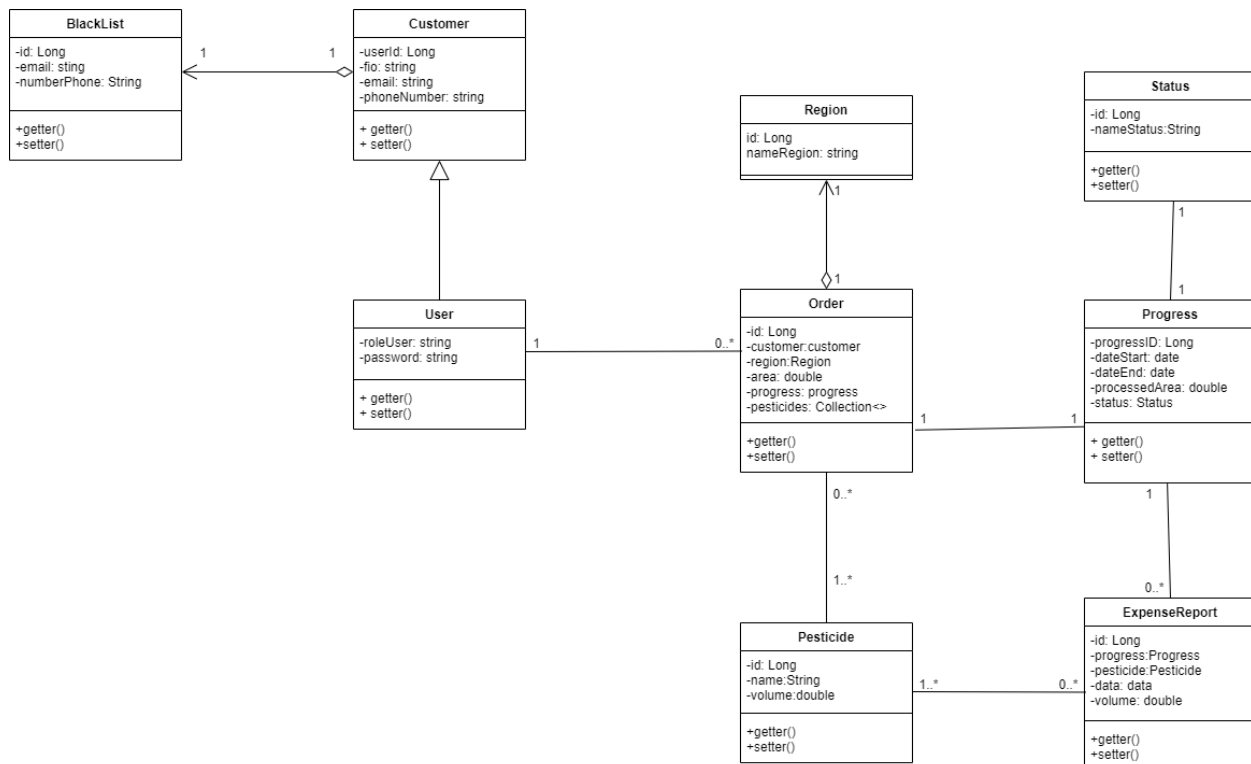 BlackList
-id: Long
-email: sting
-numberPhone: String
+getter()
+setter()
1
1
Customer
-userId: Long
-fio: string
-email: string
-phoneNumber: string
+ getter()
+ setter()
Region
id: Long
nameRegion: string
1
1
Status
-id: Long
-nameStatus:String
+getter()
+setter()
1
1
User
-roleUser: string
-password: string
+ getter()
+ setter()
1
0..*
Order
-id: Long
-customer:customer
-region:Region
-area: double
-progress: progress
-pesticides: Collection<>
+getter()
+setter()
1
1
Progress
-progressID: Long
-dateStart: date
-dateEnd: date
-processedArea: double
-status: Status
+ getter()
+ setter()
0..*
1..*
1
0..*
Pesticide
-id: Long
-name:String
-volume:double
+getter()
+setter()
1..*
0..*
ExpenseReport
-id: Long
-progress:Progress
-pesticide:Pesticide
-data: data
-volume: double
+getter()
+setter()